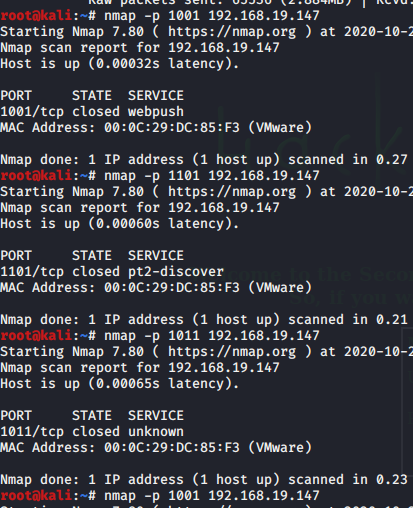 Raw packets sent: 65536 (2.884MB) | Rcvd:
root@kali:~# nmap -p 1001 192.168.19.147
Starting Nmap 7.80 ( https://nmap.org ) at 2020-10-2
Nmap scan report for 192.168.19.147
Host is up (0.00032s latency).
PORT     STATE  SERVICE
1001/tcp closed webpush
MAC Address: 00:0C:29:DC:85:F3 (VMware)
Nmap done: 1 IP address (1 host up) scanned in 0.27
root@kali:~# nmap -p 1101 192.168.19.147
Starting Nmap 7.80 ( https://nmap.org ) at 2020-10-2
Nmap scan report for 192.168.19.147
Host is up (0.00060s latency).
PORT     STATE  SERVICE
1101/tcp closed pt2-discover
MAC Address: 00:0C:29:DC:85:F3 (VMware)
Nmap done: 1 IP address (1 host up) scanned in 0.21
root@kali:~# nmap -p 1011 192.168.19.147
Starting Nmap 7.80 ( https://nmap.org ) at 2020-10-2
Nmap scan report for 192.168.19.147
Host is up (0.00065s latency).
PORT     STATE  SERVICE
1011/tcp closed unknown
MAC Address: 00:0C:29:DC:85:F3 (VMware)
Nmap done: 1 IP address (1 host up) scanned in 0.23
root@kali:~# nmap -p 1001 192.168.19.147